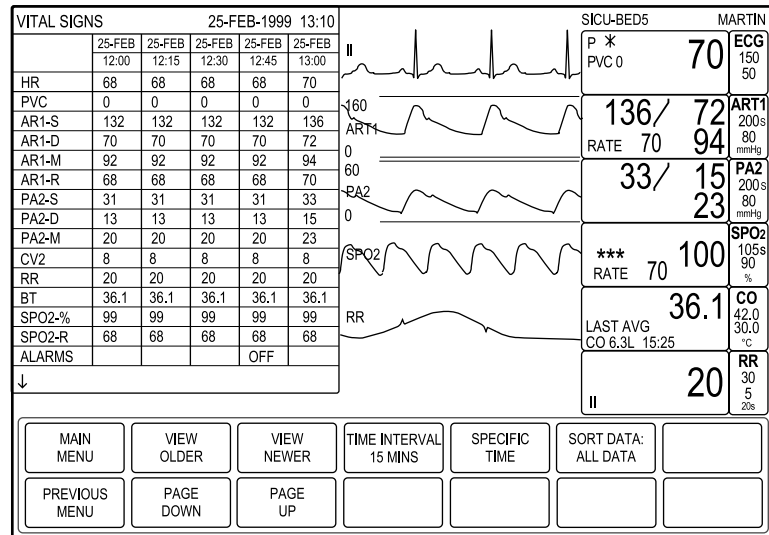 VITAL SIGNS 25-FEB-1999 13:10
25-FEB 25-FEB 25-FEB 25-FEB 25-FEB
12:00 12:15 12:30 12:45 13:00
HR 68 68 68 68 70
PVC 0 0 0 0 0
AR1-S 132 132 132 132 136
AR1-D 70 70 70 70 72
AR1-M 92 92 92 92 94
AR1-R 68 68 68 68 70
PA2-S 31 31 31 31 33
PA2-D 13 13 13 13 15
PA2-M 20 20 20 20 23
CV2 8 8 8 8 8
RR 20 20 20 20 20
BT 36.1 36.1 36.1 36.1 36.1
SPO2-% 99 99 99 99 99
SPO2-R 68 68 68 68 68
ALARMS OFF
↓
II
160
ART1
0
60
PA2
0
SPO2
RR
SICU-BED5 MARTIN
P
PVC 0
70
ECG
150
50
136/ 72
RATE 70 94
ART1
200s
80
mmHg
33/ 15
23
PA2
200s
80
mmHg
*** 100
RATE 70
SPO2
105s
90
%
36.1
LAST AVG
CO 6.3L 15:25
CO
42.0
30.0
°C
20
II
RR
30
5
20s
MAIN
MENU
VIEW
OLDER
VIEW
NEWER
TIME INTERVAL
15 MINS
SPECIFIC
TIME
SORT DATA:
ALL DATA
PREVIOUS
MENU
PAGE
DOWN
PAGE
UP